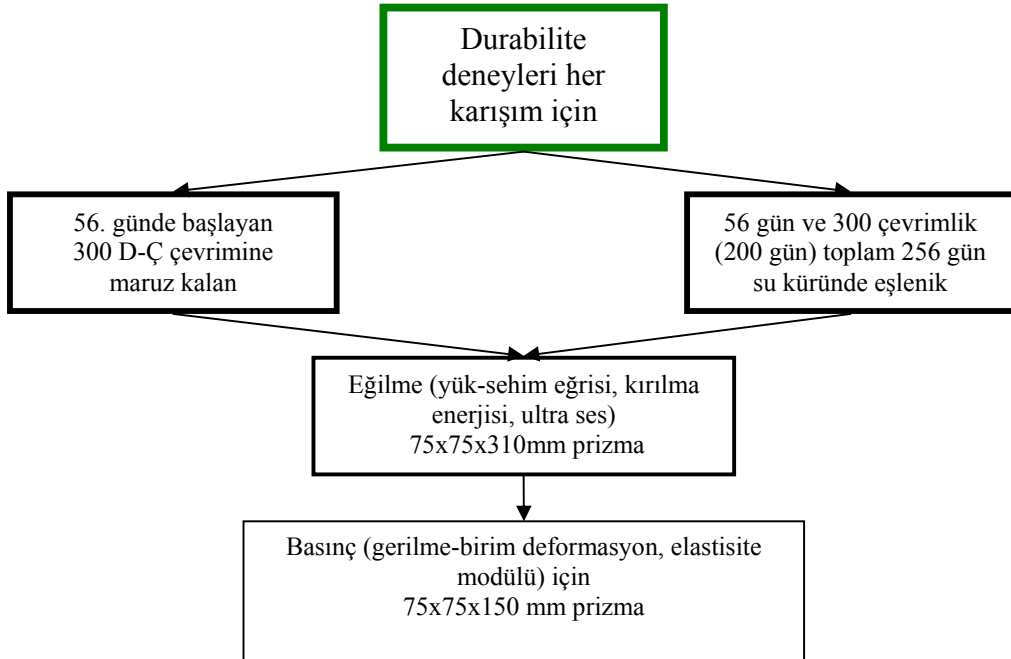 Durabilite
deneyleri her
karışım için
56. günde başlayan
300 D-Ç çevrimine
maruz kalan
56 gün ve 300 çevrimlik
(200 gün) toplam 256 gün
su küründe eşlenik
Eğilme (yük-sehim eğrisi, kırılma
enerjisi, ultra ses)
75x75x310mm prizma
Basınç (gerilme-birim deformasyon, elastisite
modülü) için
75x75x150 mm prizma